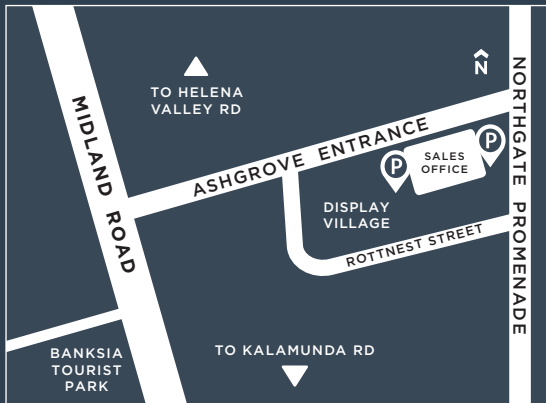 TO HELENA
VALLEY RD
N
MIDLAND ROAD
ASHGROVE ENTRANCE
NORTHGATE PROMENADE
P
P
SALES
OFFICE
DISPLAY
VILLAGE
ROTTNEST STREET
BANKSIA
TOURIST
PARK
TO KALAMUNDA RD